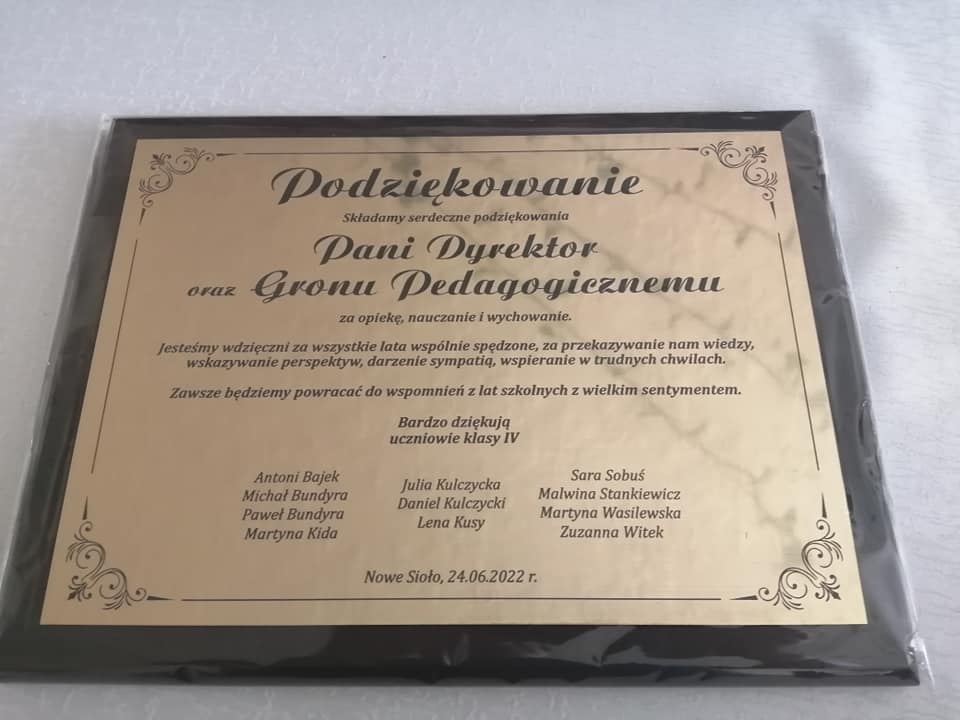 Podziękowanie
Składamy serdeczne podziękowania
Pani Dyrektor
oraz Gronu Pedagogicznemu
za opiekę, nauczanie i wychowanie.
Jesteśmy wdzięczni za wszystkie lata wspólnie spędzone, za przekazywanie nam wiedzy,
wskazywanie perspektyw, darzenie sympatią, wspieranie w trudnych chwilach.
Zawsze będziemy powracać do wspomnień z lat szkolnych z wielkim sentymentem.
Bardzo dziękują
uczniowie klasy IV
Antoni Bajek
Michał Bundyra
Paweł Bundyra
Martyna Kida
Julia Kulczycka
Daniel Kulczycki
Lena Kusy
Sara Sobuś
Malwina Stankiewicz
Martyna Wasilewska
Zuzanna Witek
Nowe Sioło, 24.06.2022 r.